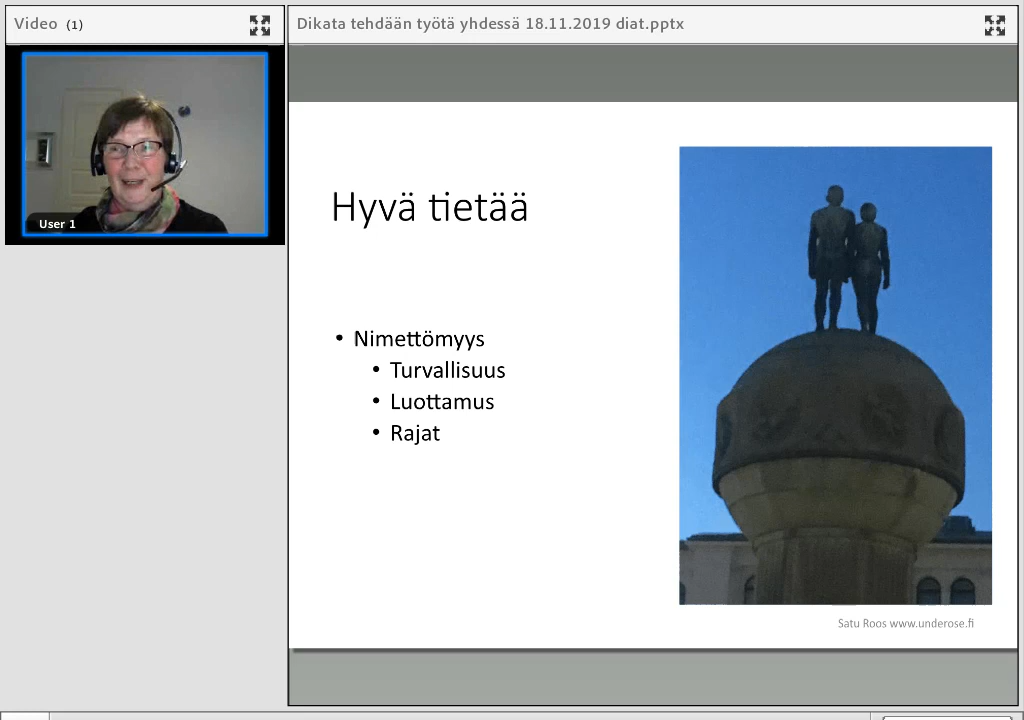 Video (1)
Dikata tehdään työtä yhdessä 18.11.2019 diat.pptx
User 1
Hyvä tietää
• Nimettömyys
• Turvallisuus
• Luottamus
• Rajat
Satu Roos www.underose.fi